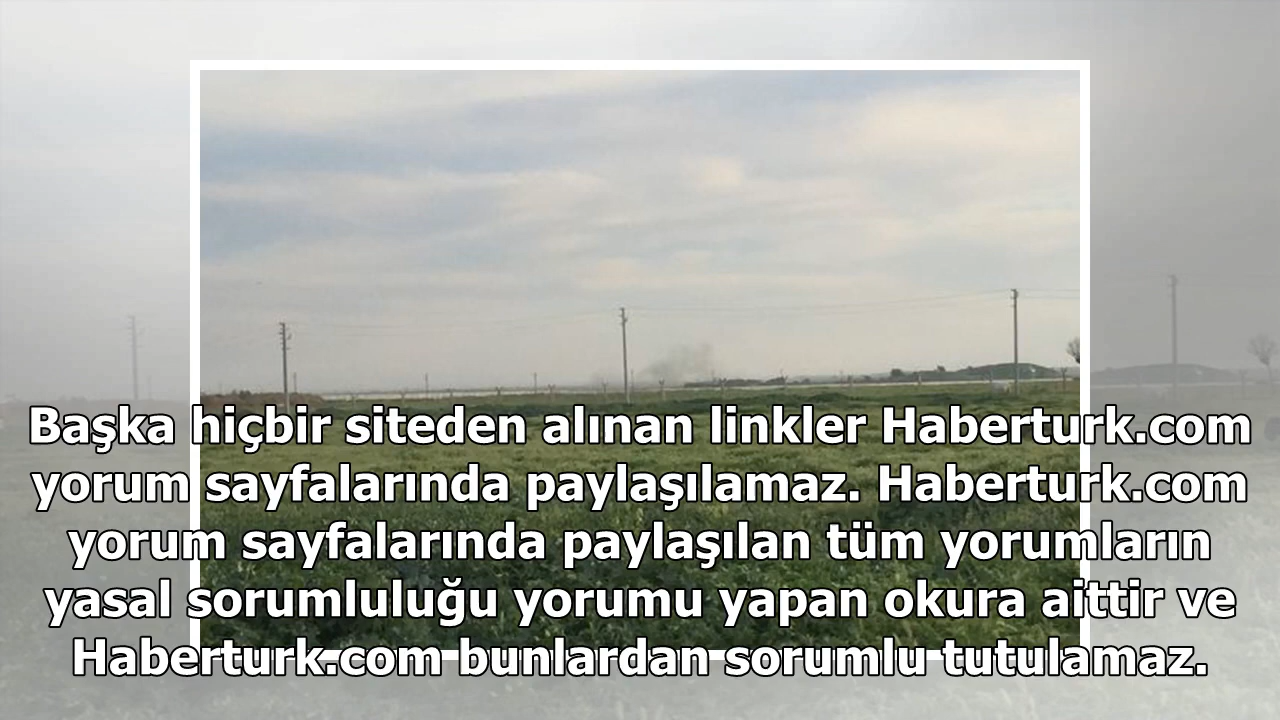 Başka hiçbir siteden alınan linkler Haberturk.com
yorum sayfalarında paylaşılamaz. Haberturk.com
yorum sayfalarında paylaşılan tüm yorumların
yasal sorumluluğu yorumu yapan okura aittir ve
Haberturk.com bunlardan sorumlu tutulamaz.